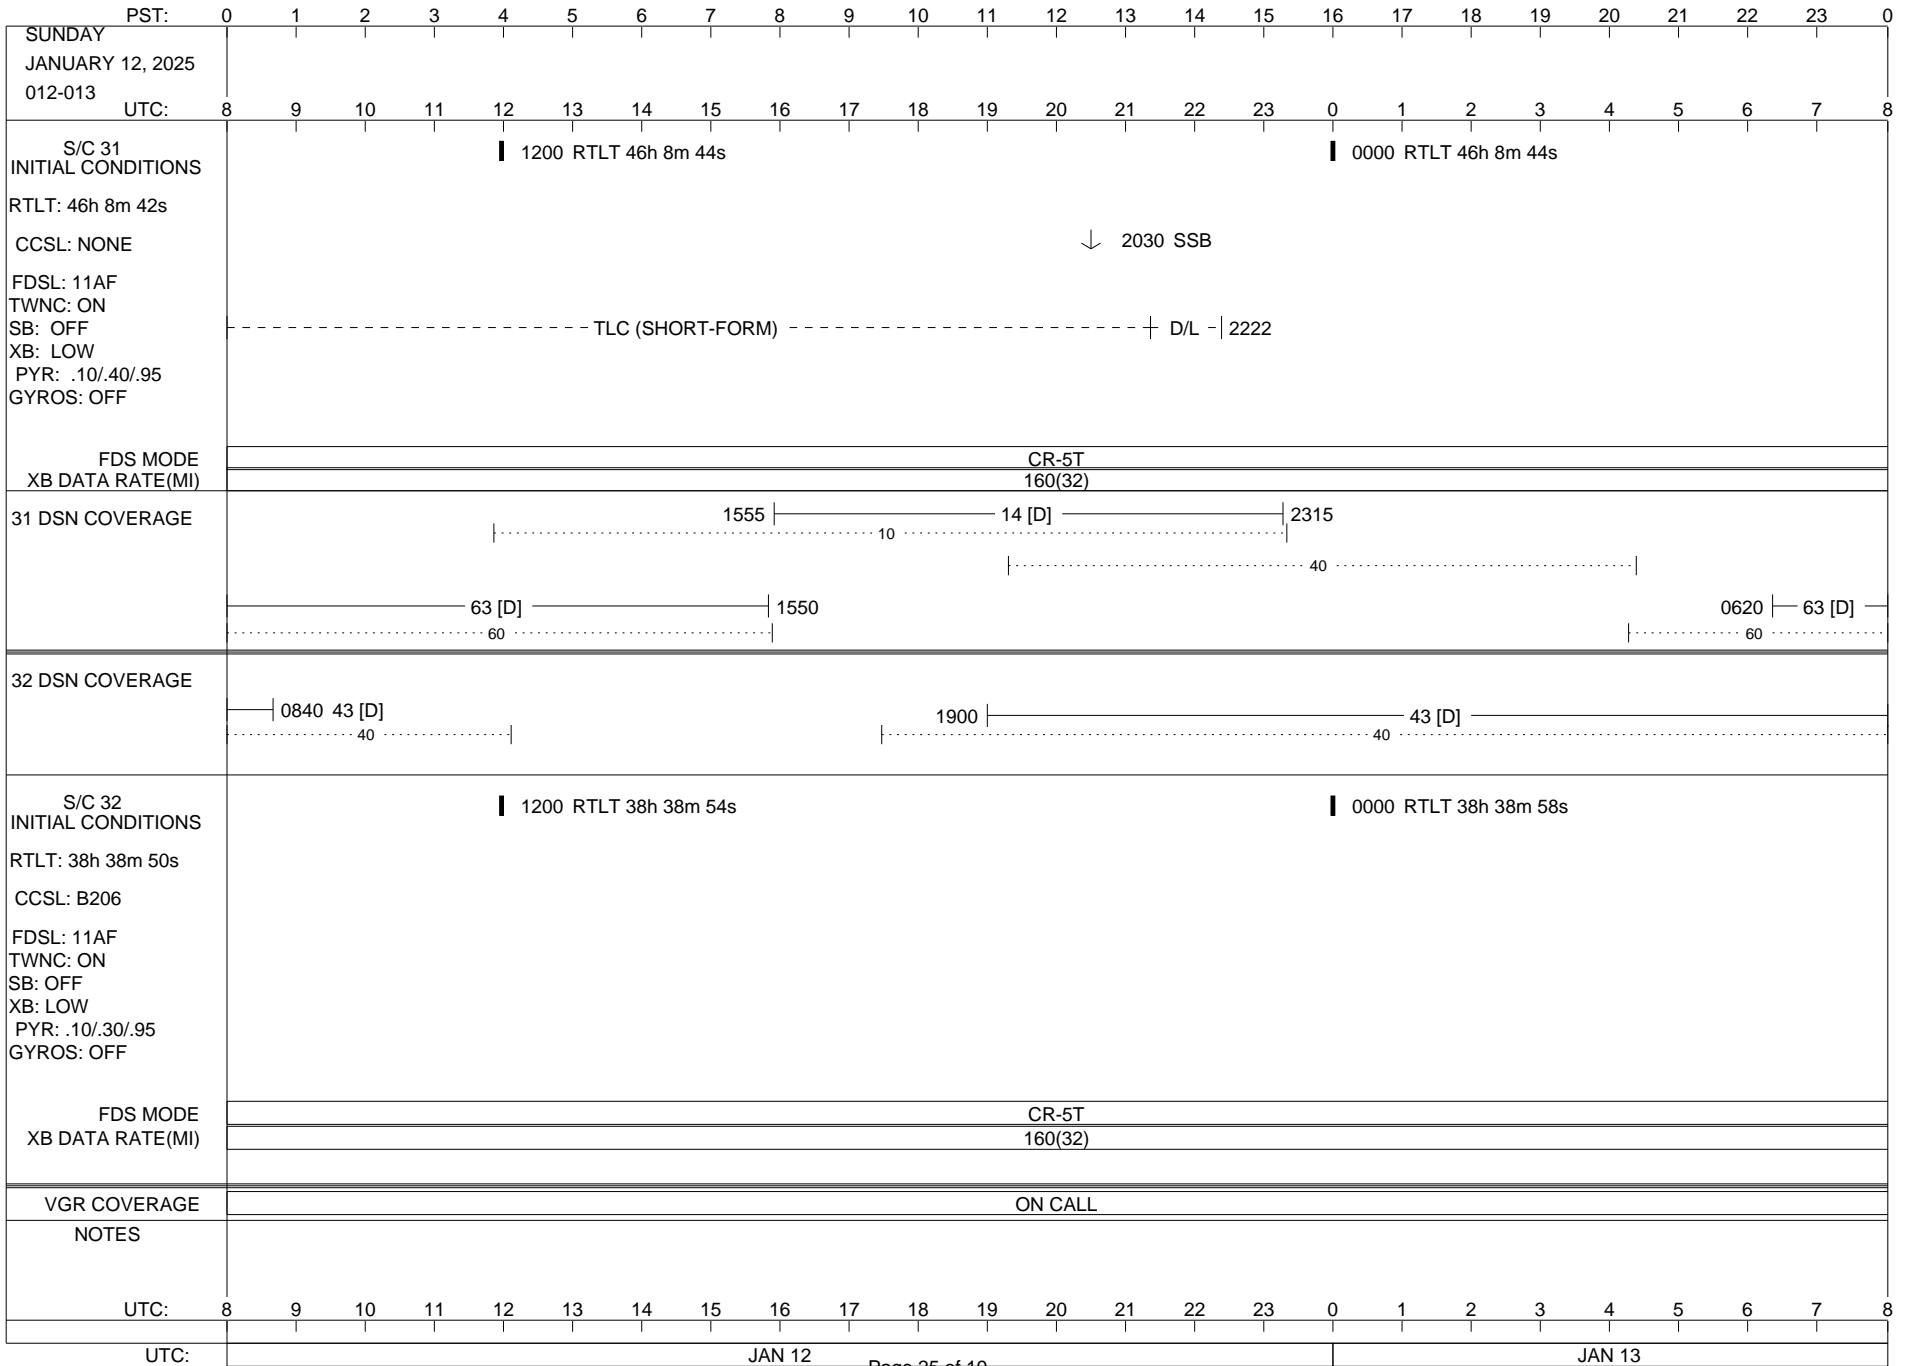 PST: 0 1 2 3 4 5 6 7 8 9 10 11 12 13 14 15 16 17 18 19 20 21 22 23 0
SUNDAY
JANUARY 12, 2025
012-013
UTC: 8 9 10 11 12 13 14 15 16 17 18 19 20 21 22 23 0 1 2 3 4 5 6 7 8
S/C 31
INITIAL CONDITIONS
1200 RTLT 46h 8m 44s
0000 RTLT 46h 8m 44s
RTLT: 46h 8m 42s
CCSL: NONE
2030 SSB
FDSL: 11AF
TWNC: ON
SB: OFF
TLC (SHORT-FORM) D/L 2222
XB: LOW
PYR: .10/.40/.95
GYROS: OFF
FDS MODE CR-5T
XB DATA RATE(MI) 160(32)
31 DSN COVERAGE
1555 14 [D] 2315
10
40
63 [D] 1550
0620 63 [D]
60
60
32 DSN COVERAGE
0840 43 [D]
1900 43 [D]
40
40
S/C 32
INITIAL CONDITIONS
1200 RTLT 38h 38m 54s
0000 RTLT 38h 38m 58s
RTLT: 38h 38m 50s
CCSL: B206
FDSL: 11AF
TWNC: ON
SB: OFF
XB: LOW
PYR: .10/.30/.95
GYROS: OFF
FDS MODE CR-5T
XB DATA RATE(MI) 160(32)
VGR COVERAGE ON CALL
NOTES
UTC: 8 9 10 11 12 13 14 15 16 17 18 19 20 21 22 23 0 1 2 3 4 5 6 7 8
UTC: JAN 12 JAN 13
Page 25 of 10